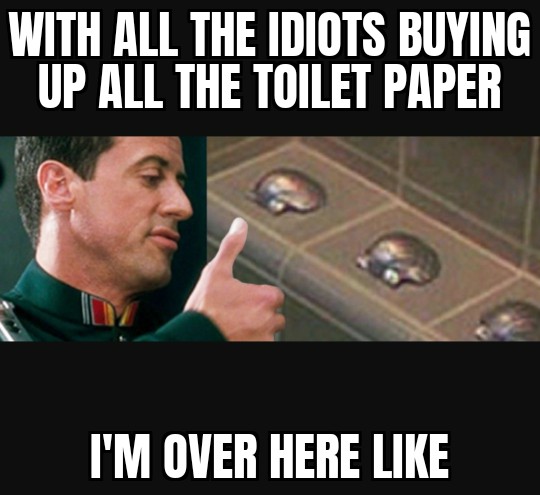 WITH ALL THE IDIOTS BUYING
UP ALL THE TOILET PAPER
I'M OVER HERE LIKE